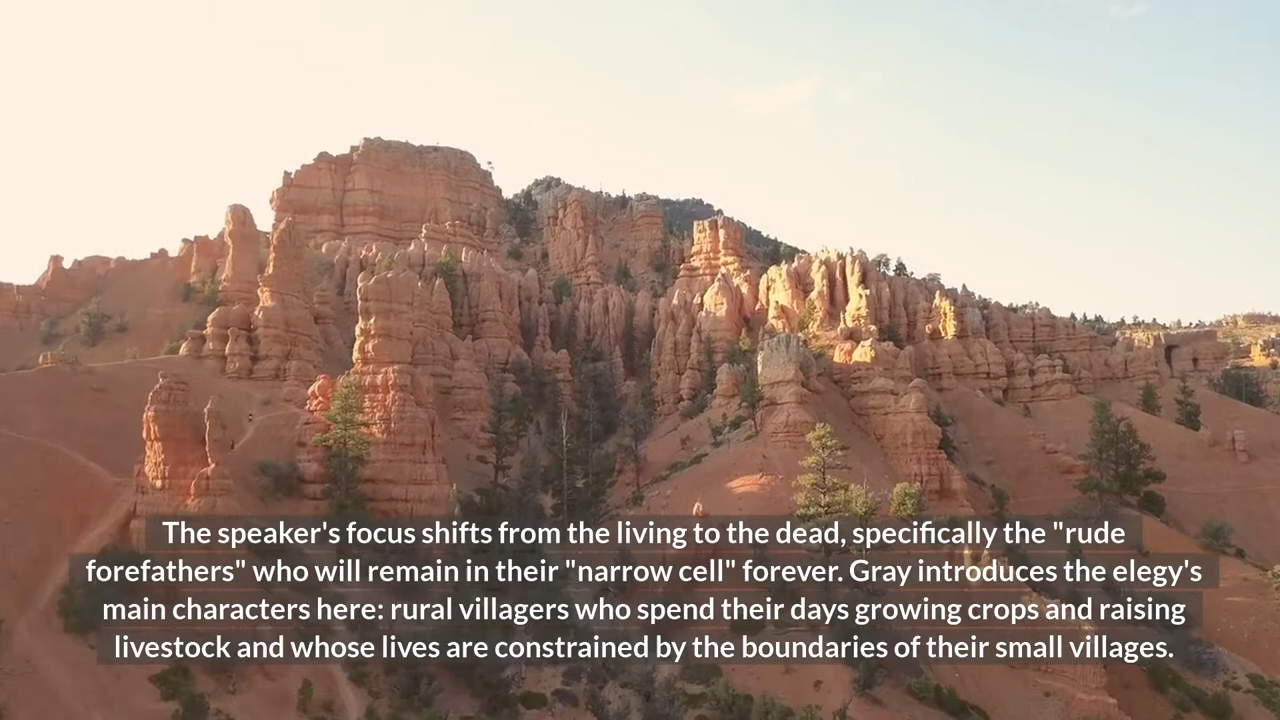 The speaker's focus shifts from the living to the dead, specifically the "rude
forefathers" who will remain in their "narrow cell" forever. Gray introduces the elegy's
main characters here: rural villagers who spend their days growing crops and raising
livestock and whose lives are constrained by the boundaries of their small villages.